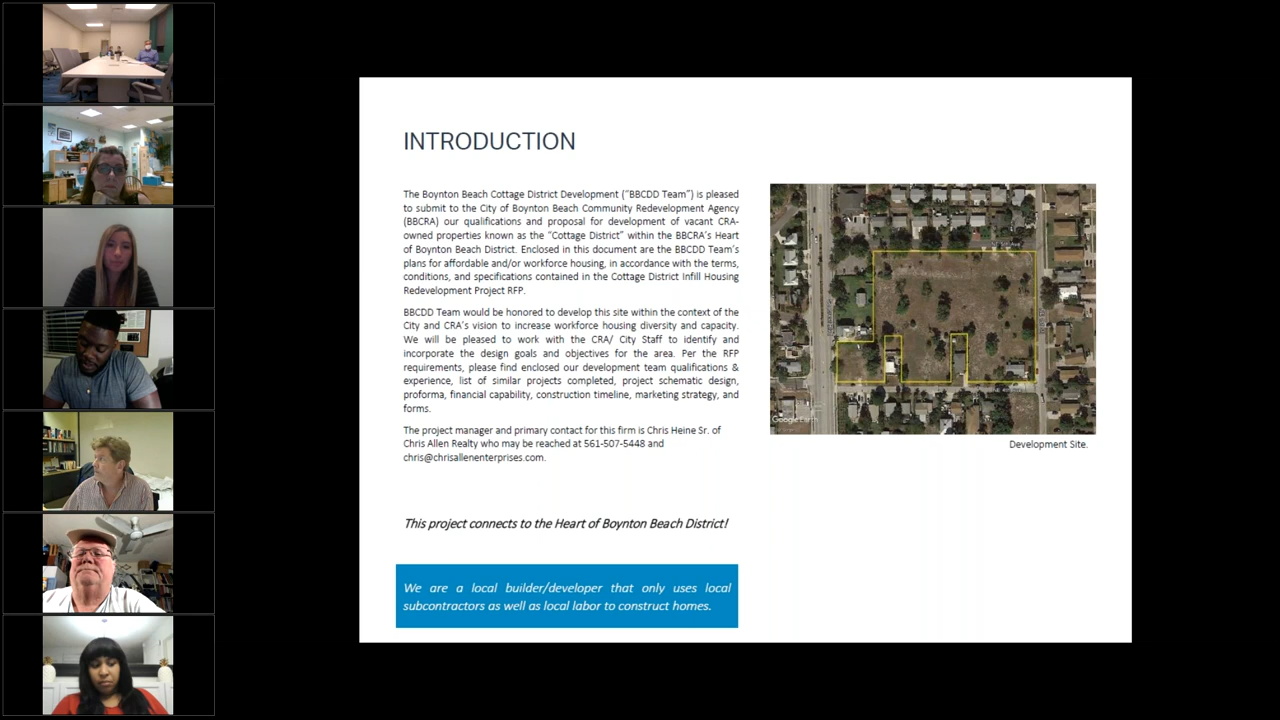 INTRODUCTION
The Boynton Beach Cottage District Development (“BBCDD Team”) is pleased
to submit to the City of Boynton Beach Community Redevelopment Agency
(BBCRA) our qualifications and proposal for development of vacant CRA-
owned properties known as the “Cottage District” within the BBCRA’s Heart
of Boynton Beach District. Enclosed in this document are the BBCDD Team’s
plans for affordable and/or workforce housing, in accordance with the terms,
conditions, and specifications contained in the Cottage District Infill Housing
Redevelopment Project RFP.
BBCDD Team would be honored to develop this site within the context of the
City and CRA’s vision to increase workforce housing diversity and capacity.
We will be pleased to work with the CRA/ City Staff to identify and
incorporate the design goals and objectives for the area. Per the RFP
requirements, please find enclosed our development team qualifications &
experience, list of similar projects completed, project schematic design,
proforma, financial capability, construction timeline, marketing strategy, and
forms.
The project manager and primary contact for this firm is Chris Heine Sr. of
Chris Allen Realty who may be reached at 561-507-5448 and
chris@chrisallenenterprises.com.
This project connects to the Heart of Boynton Beach District!
We are a local builder/developer that only uses local
subcontractors as well as local labor to construct homes.
Google Earth
Development Site.